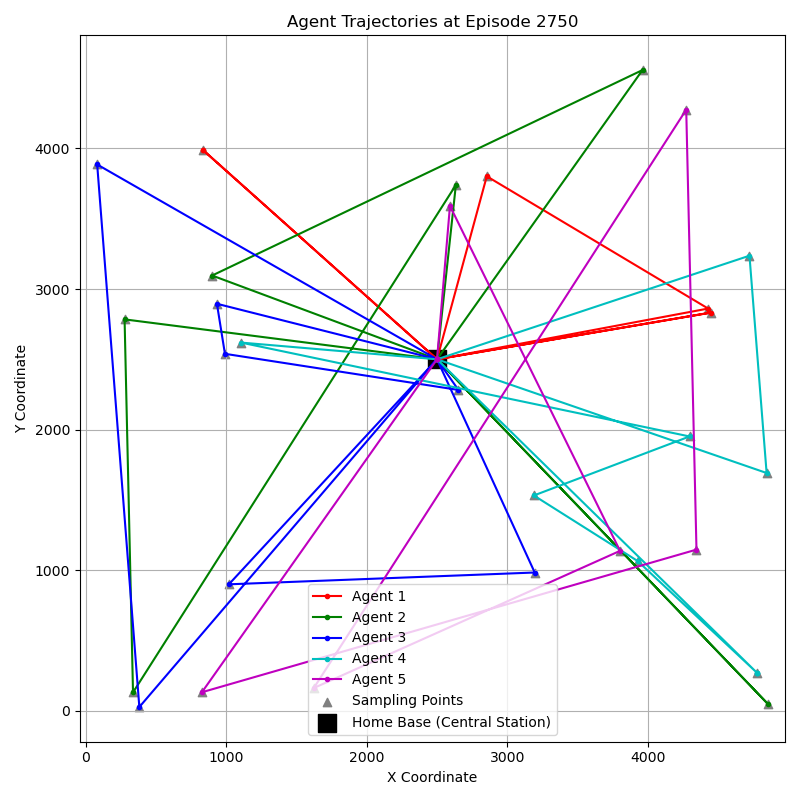 Agent Trajectories at Episode 2750
Y Coordinate
4000
3000
2000
1000
0
0 1000 2000 3000 4000
X Coordinate
Agent 1
Agent 2
Agent 3
Agent 4
Agent 5
Sampling Points
Home Base (Central Station)